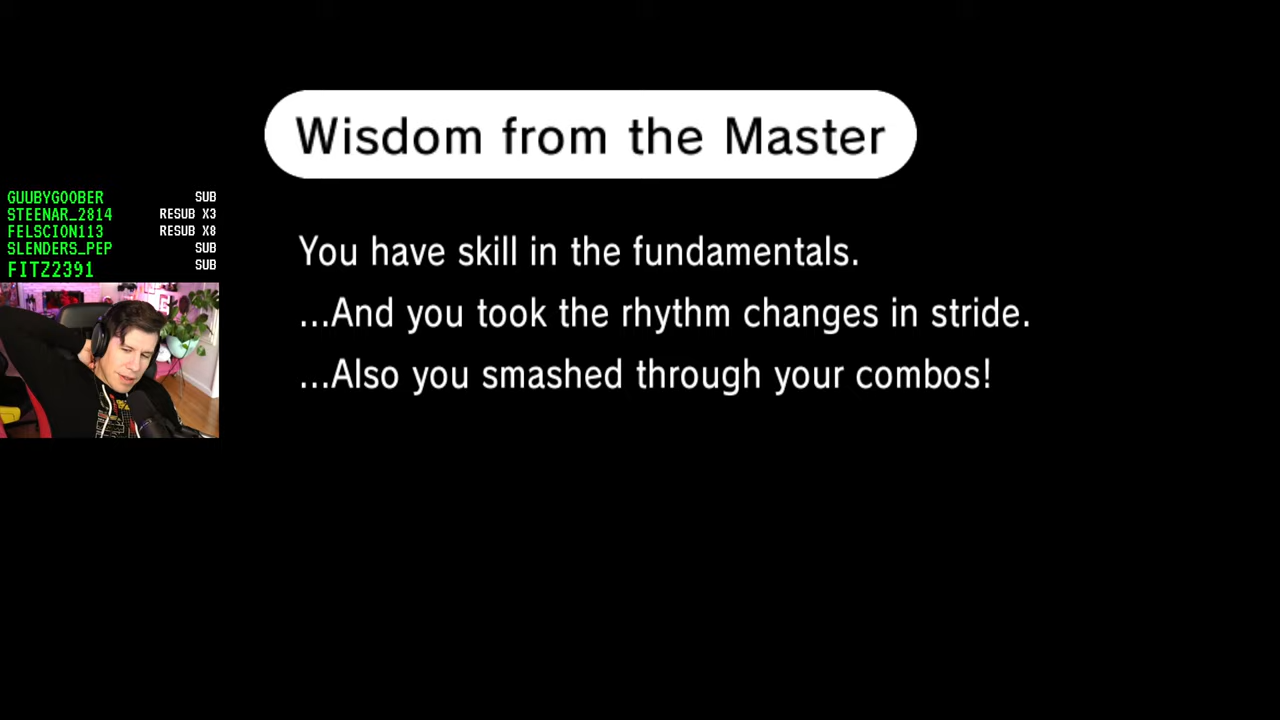 Wisdom from the Master
You have skill in the fundamentals.
...And you took the rhythm changes in stride.
...Also you smashed through your combos!
GUUBYGOOBER SUB
STEENAR_2814 RESUB X3
FELSCION113 RESUB X8
SLENDERS_PEP SUB
FITZ2391 SUB